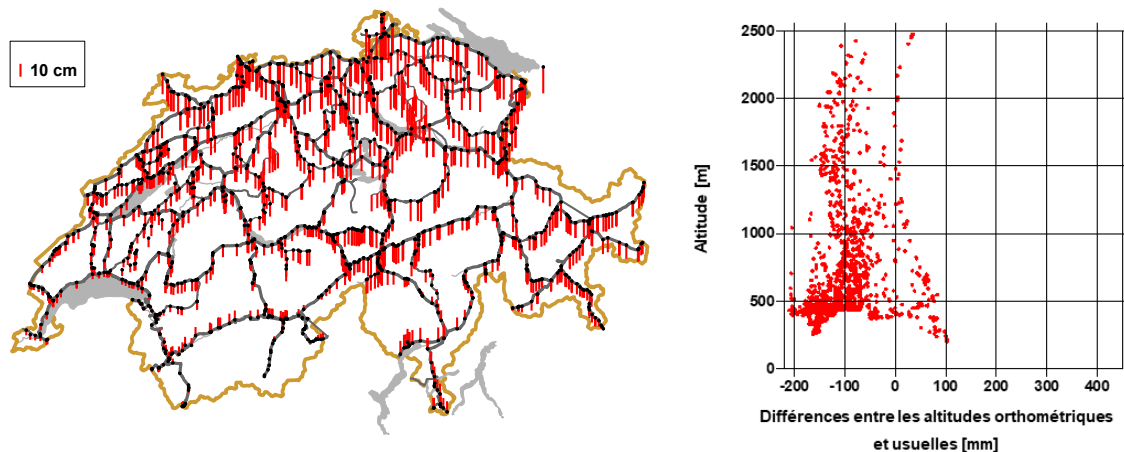 10 cm
2500
2000
1500
1000
500
0
Altitude [m]
-200 -100 0 100 200 300 400
Différences entre les altitudes orthométriques
et usuelles [mm]